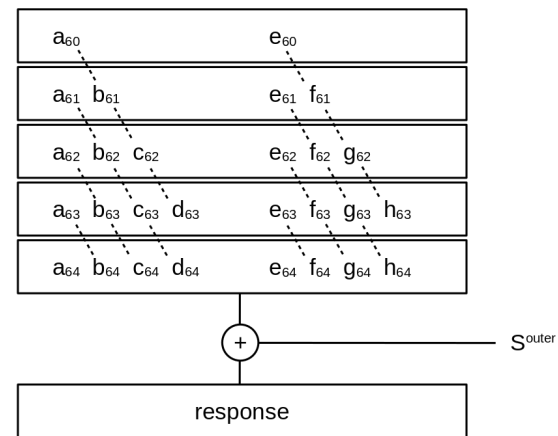 a₆₀ e₆₀
a₆₁ b₆₁ e₆₁ f₆₁
a₆₂ b₆₂ c₆₂ e₆₂ f₆₂ g₆₂
a₆₃ b₆₃ c₆₃ d₆₃ e₆₃ f₆₃ g₆₃ h₆₃
a₆₄ b₆₄ c₆₄ d₆₄ e₆₄ f₆₄ g₆₄ h₆₄
+ Sᵒᵘᵗᵉʳ
response